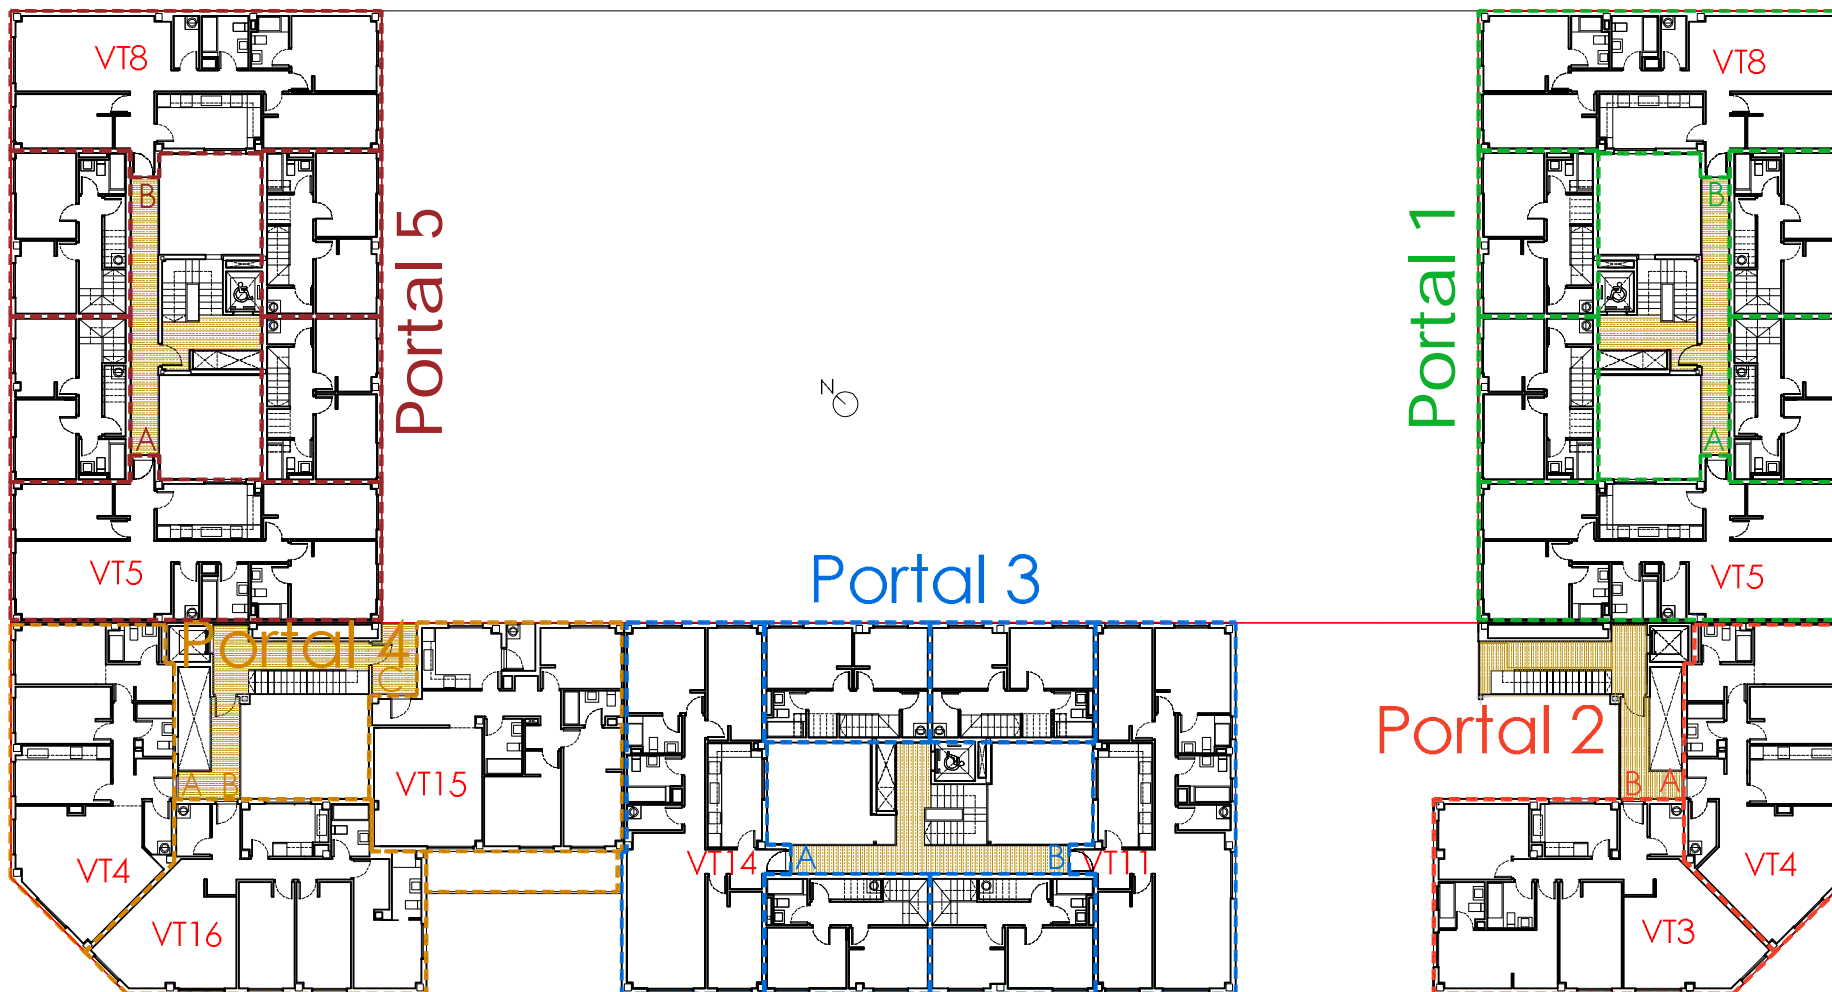 VT8
VT8
B
B
Portal 5
Portal 1
N
A
A
VT5
Portal 3
VT5
Portal 4
C
Portal 2
A B
VT15
B A
VT4
VT14
A
B
VT11
VT4
VT16
VT3